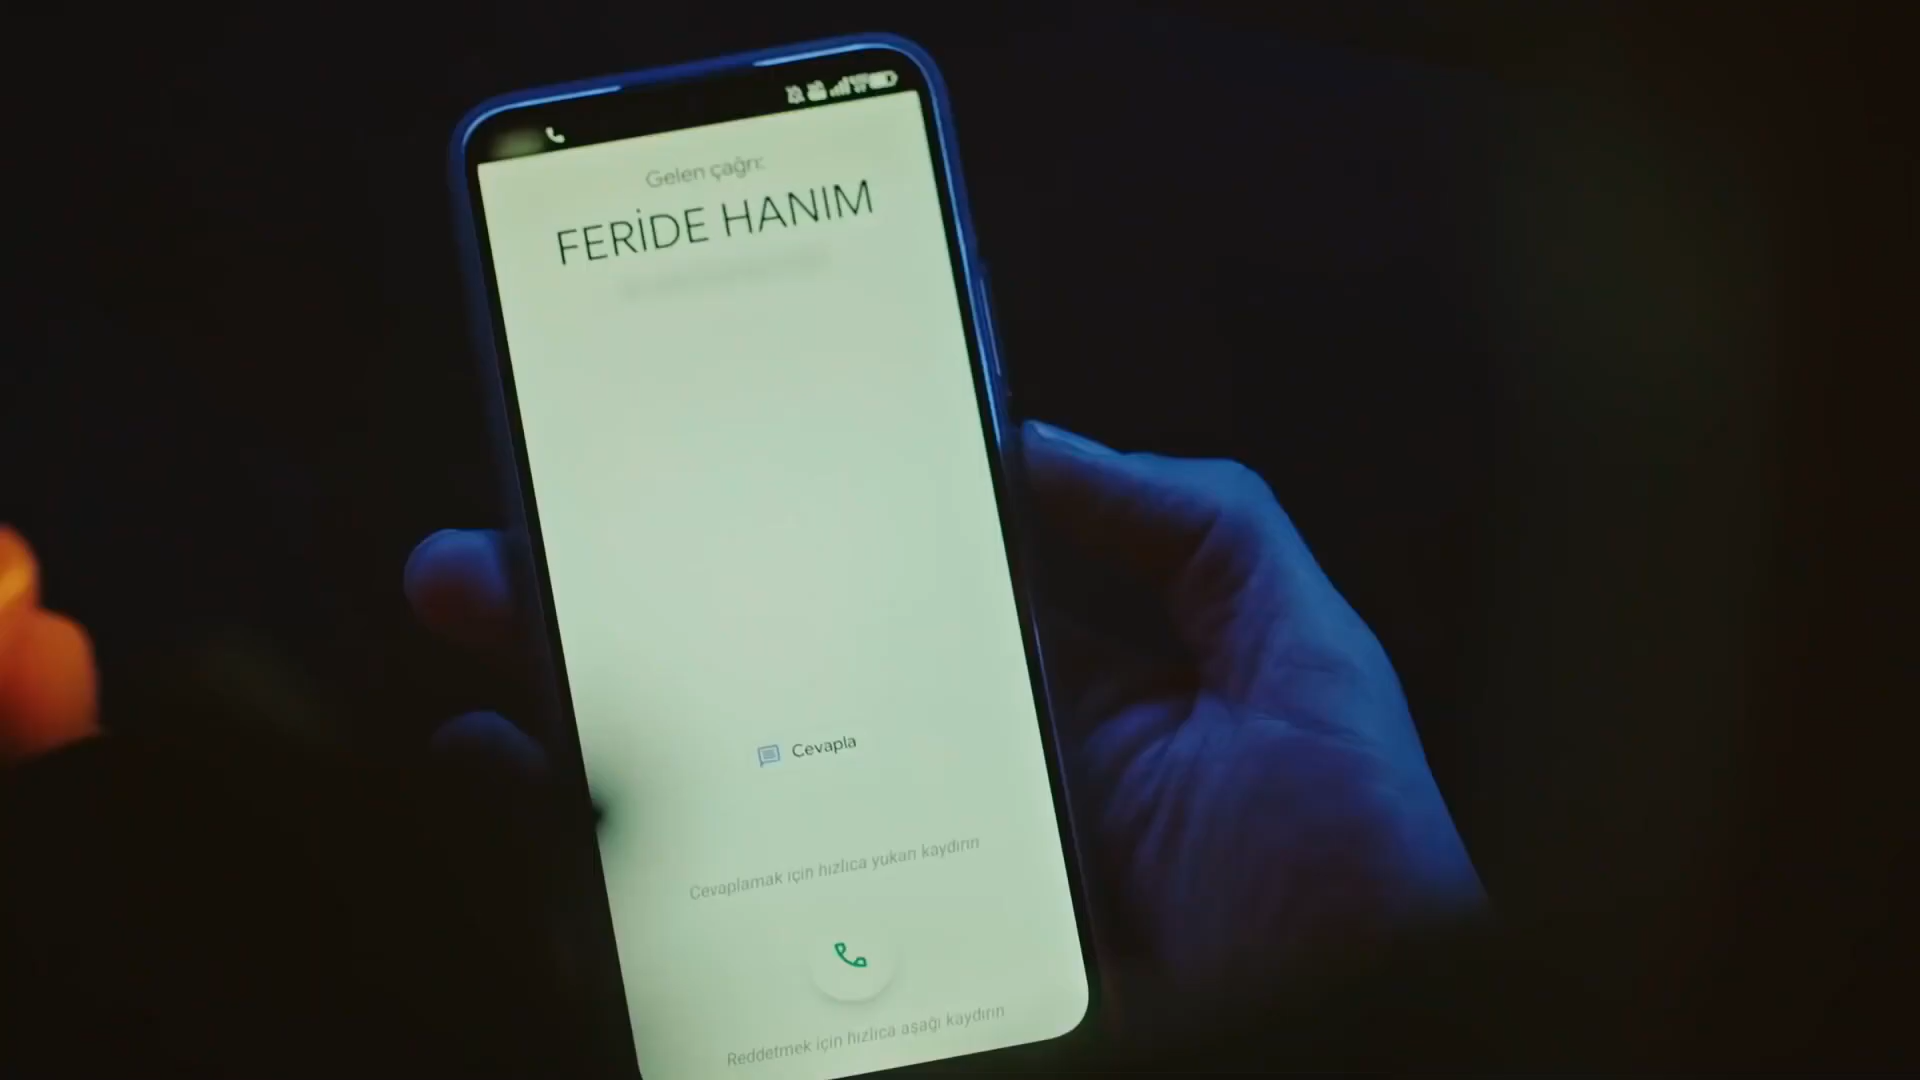 Gelen çağrı:
FERİDE HANIM
Cevapla
Cevaplamak için hızlıca yukarı kaydırın
Reddetmek için hızlıca aşağı kaydırın